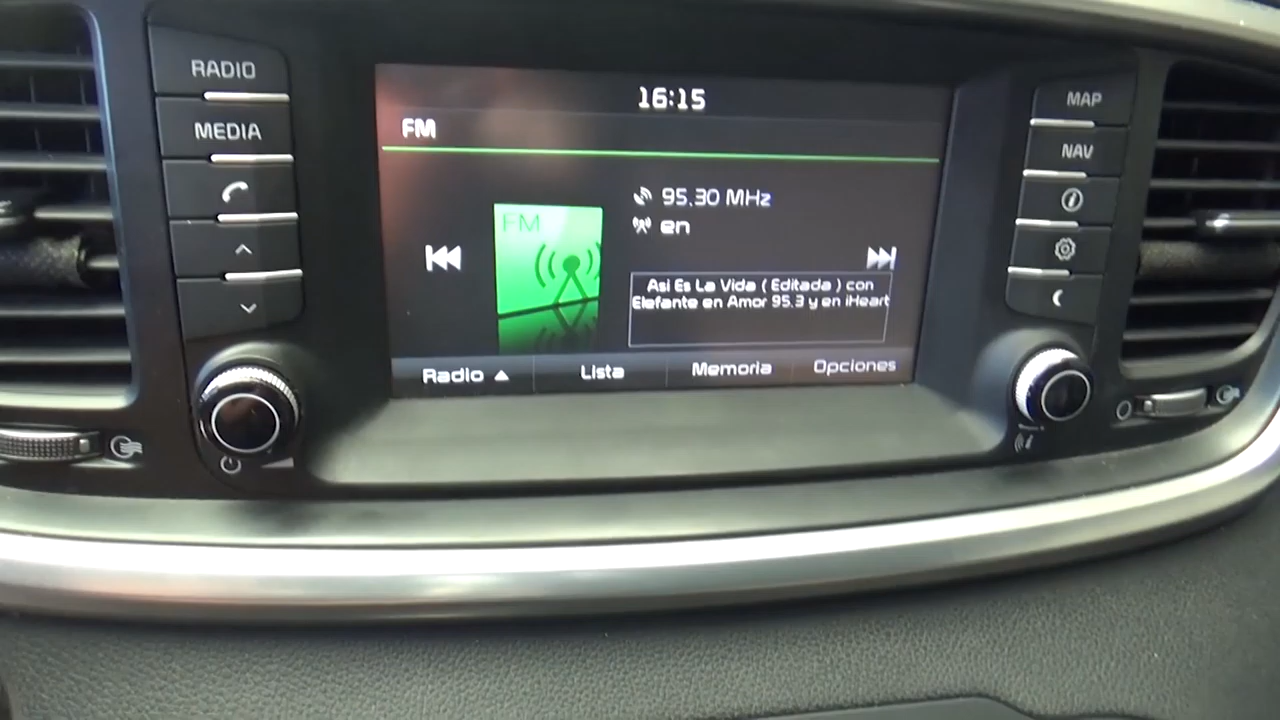 RADIO
MEDIA
16:15
FM
95.30 MHz
en
FM
Asi Es La Vida ( Editada ) con
Elefante en Amor 95.3 y en iHeart
Radio
Lista
Memoria
Opciones
MAP
NAV